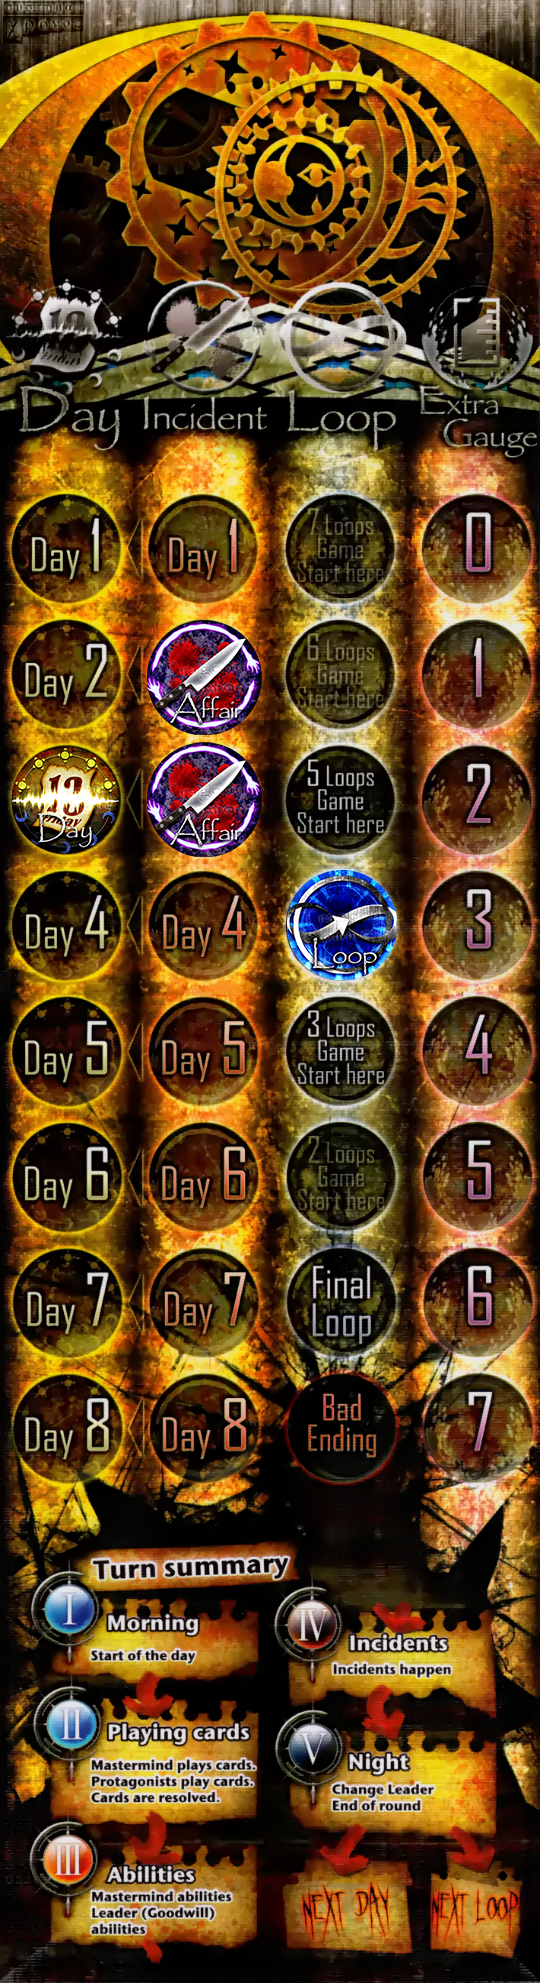 Day
Incident
Loop
Extra
Gauge
Day 1
Day 1
7 Loops
Game
Start here
0
Day 2
Affair
6 Loops
Game
Start here
1
13
Day
Affair
5 Loops
Game
Start here
2
Day 4
Day 4
Loop
3
Day 5
Day 5
3 Loops
Game
Start here
4
Day 6
Day 6
2 Loops
Game
Start here
5
Day 7
Day 7
Final
Loop
6
Day 8
Day 8
Bad
Ending
7
Turn summary
I
Morning
Start of the day
II
Playing cards
Mastermind plays cards.
Protagonists play cards.
Cards are resolved.
III
Abilities
Mastermind abilities
Leader (Goodwill)
abilities
IV
Incidents
Incidents happen
V
Night
Change Leader
End of round
NEXT DAY
NEXT LOOP